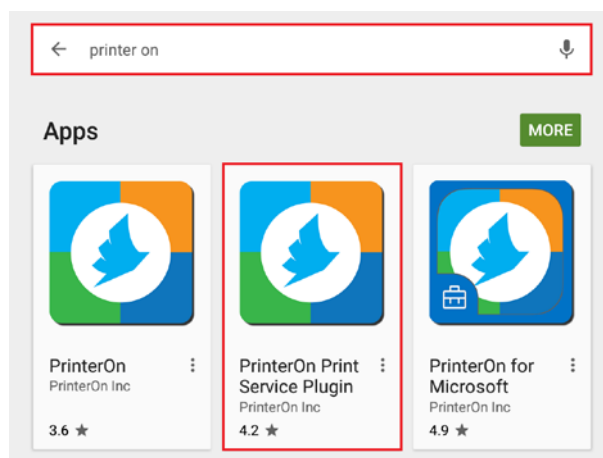 printer on
Apps
MORE
PrinterOn
PrinterOn Inc
3.6 ★
PrinterOn Print
Service Plugin
PrinterOn Inc
4.2 ★
PrinterOn for
Microsoft
PrinterOn Inc
4.9 ★